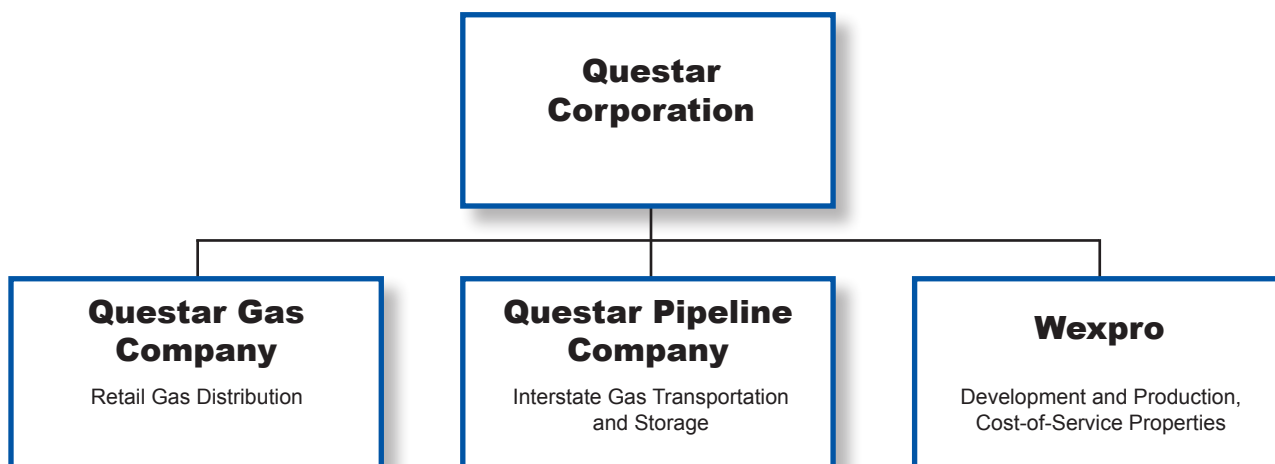 Questar
Corporation
Questar Gas
Company
Retail Gas Distribution
Questar Pipeline
Company
Interstate Gas Transportation
and Storage
Wexpro
Development and Production,
Cost-of-Service Properties